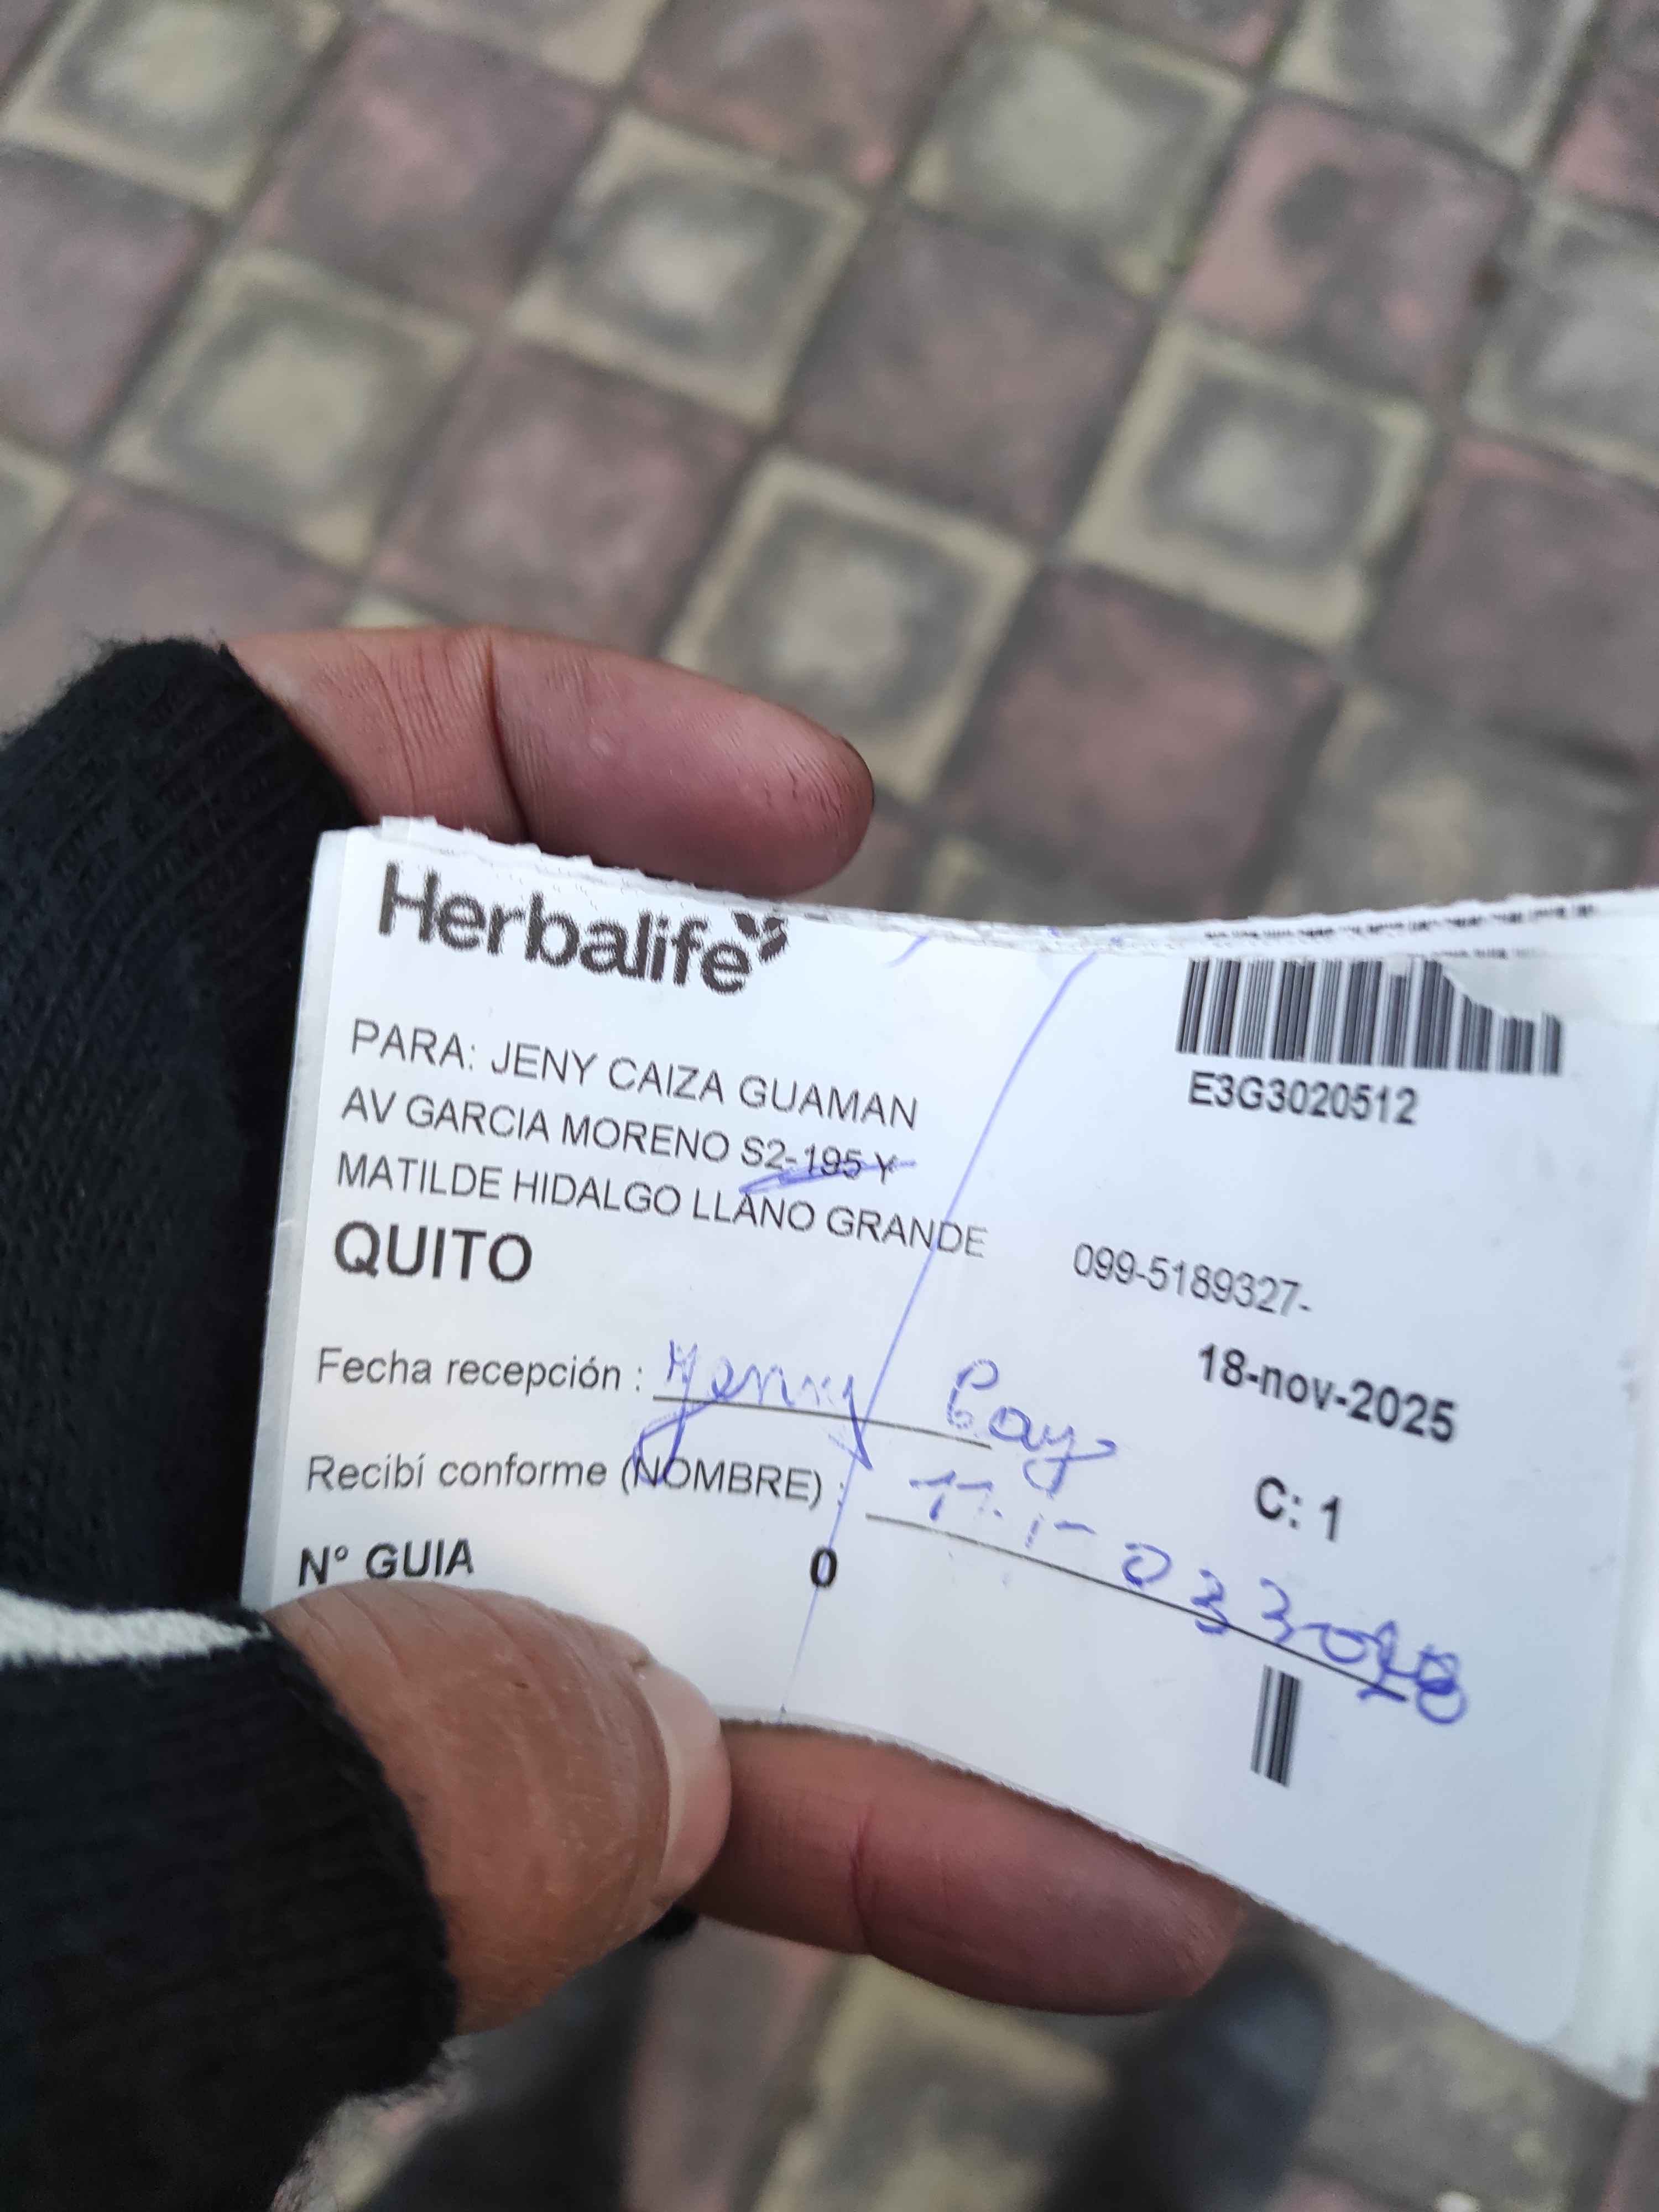 Herbalife
E3G3020512
PARA: JENY CAIZA GUAMAN
AV GARCIA MORENO S2-195 Y
MATILDE HIDALGO LLANO GRANDE
QUITO
099-5189327-
18-nov-2025
Fecha recepción : Jenny
C: 1
Recibí conforme (NOMBRE) :
N° GUIA 0